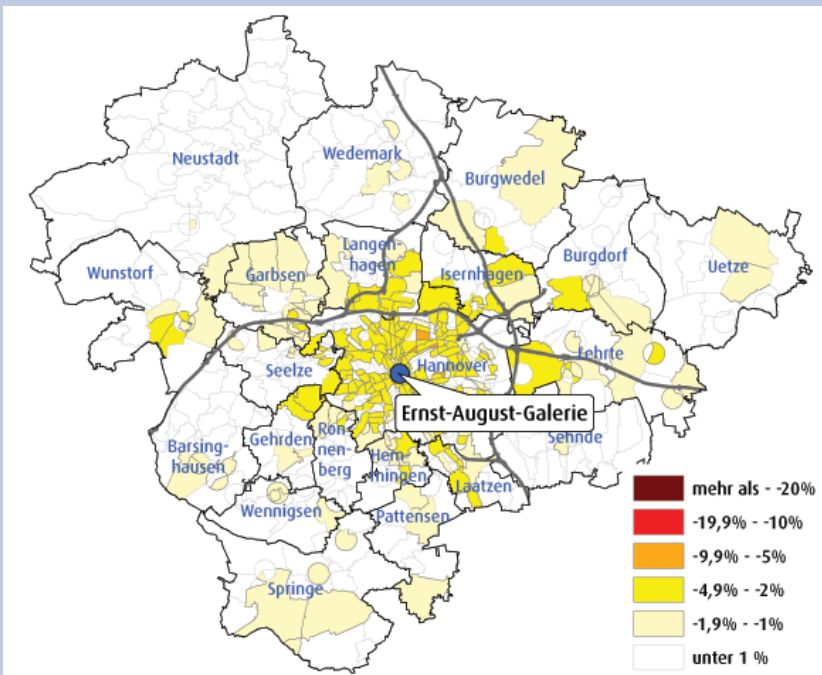 Neustadt
Wedemark
Burgwedel
Wunstorf
Garbsen
Langen-
hagen
Isernhagen
Burgdorf
Uetze
Seelze
Hannover
Lehrte
Ernst-August-Galerie
Barsing-
hausen
Gehrden
Ron-
nen-
berg
Hem-
mingen
Laatzen
Sehnde
Wennigsen
Pattensen
Springe
mehr als - -20%
-19,9% - -10%
-9,9% - -5%
-4,9% - -2%
-1,9% - -1%
unter 1 %